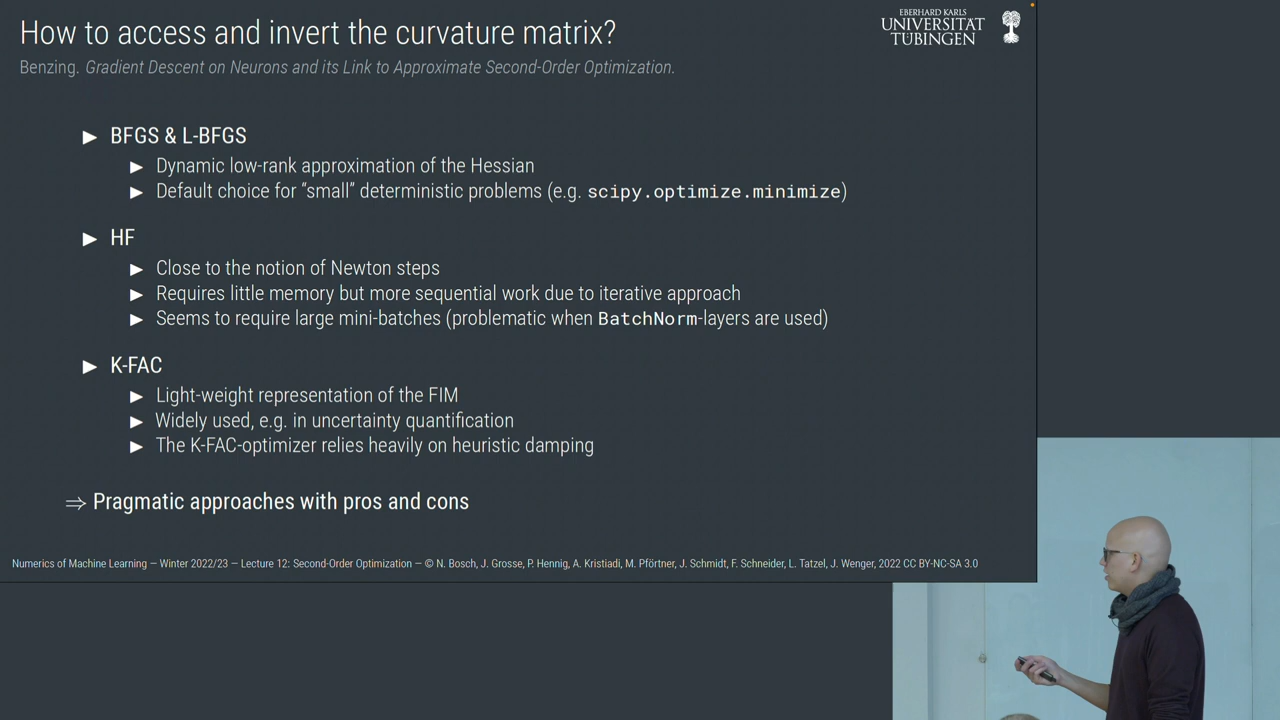 How to access and invert the curvature matrix?
EBERHARD KARLS
UNIVERSITÄT
TÜBINGEN
Benzing. Gradient Descent on Neurons and its Link to Approximate Second-Order Optimization.
▶ BFGS & L-BFGS
▶ Dynamic low-rank approximation of the Hessian
▶ Default choice for “small” deterministic problems (e.g. scipy.optimize.minimize)
▶ HF
▶ Close to the notion of Newton steps
▶ Requires little memory but more sequential work due to iterative approach
▶ Seems to require large mini-batches (problematic when BatchNorm-layers are used)
▶ K-FAC
▶ Light-weight representation of the FIM
▶ Widely used, e.g. in uncertainty quantification
▶ The K-FAC-optimizer relies heavily on heuristic damping
⇒ Pragmatic approaches with pros and cons
Numerics of Machine Learning — Winter 2022/23 — Lecture 12: Second-Order Optimization — © N. Bosch, J. Grosse, P. Hennig, A. Kristiadi, M. Pförtner, J. Schmidt, F. Schneider, L. Tatzel, J. Wenger, 2022 CC BY-NC-SA 3.0